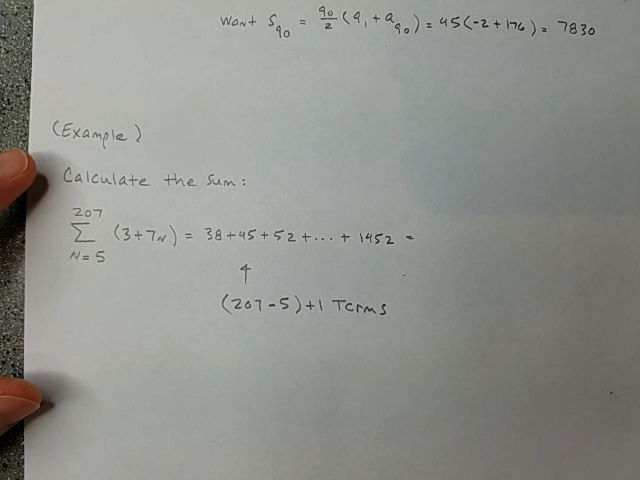 Want S₉₀ = 90/2 (a₁ + a₉₀) = 45(-2 + 176) = 7830
(Example)
Calculate the sum:
207
∑ (3+7N) = 38+45+52+...+ 1452 =
N=5
↑
(207-5)+1 Terms